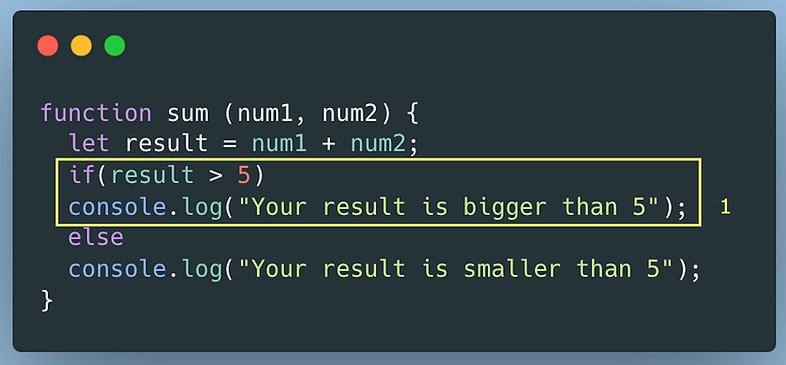 function sum (num1, num2) {
let result = num1 + num2;
if(result > 5)
console.log("Your result is bigger than 5"); 1
else
console.log("Your result is smaller than 5");
}